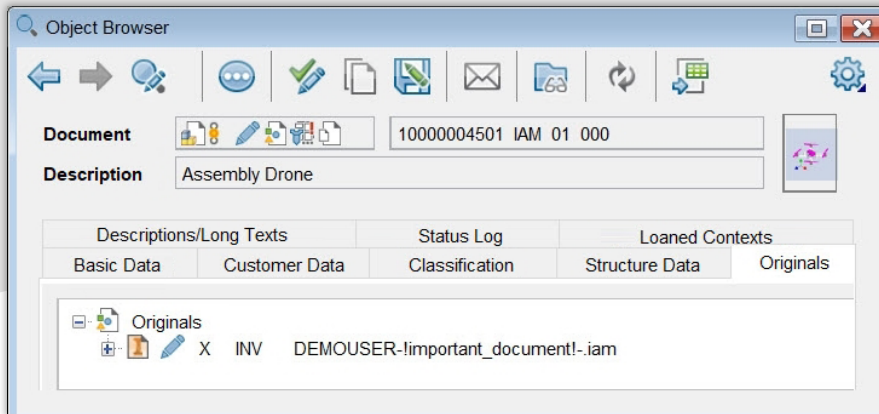 Object Browser
Document 10000004501 IAM 01 000
Description Assembly Drone
Descriptions/Long Texts Status Log Loaned Contexts
Basic Data Customer Data Classification Structure Data Originals
Originals
X INV DEMOUSER-!important_document!-.iam